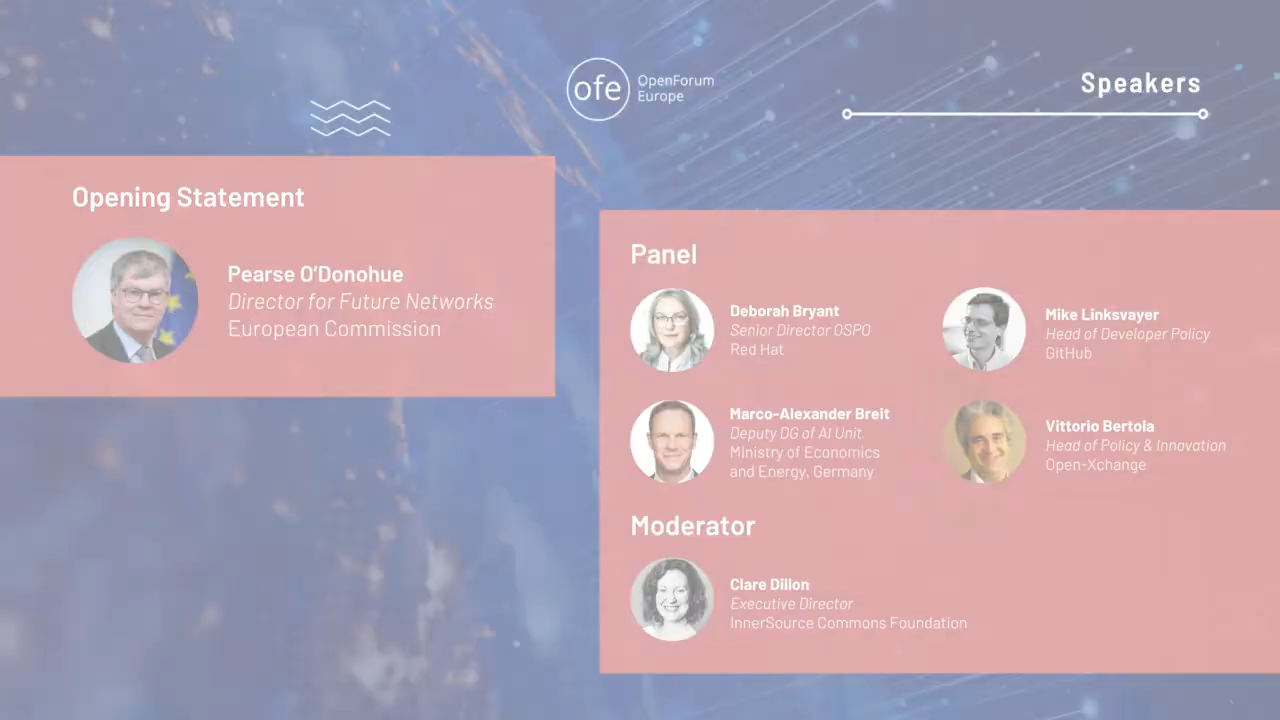 ofe OpenForum
Europe
Speakers
Opening Statement
Pearse O'Donohue
Director for Future Networks
European Commission
Panel
Deborah Bryant
Senior Director OSPO
Red Hat
Mike Linksvayer
Head of Developer Policy
GitHub
Marco-Alexander Breit
Deputy DG of AI Unit
Ministry of Economics
and Energy, Germany
Vittorio Bertola
Head of Policy & Innovation
Open-Xchange
Moderator
Clare Dillon
Executive Director
InnerSource Commons Foundation